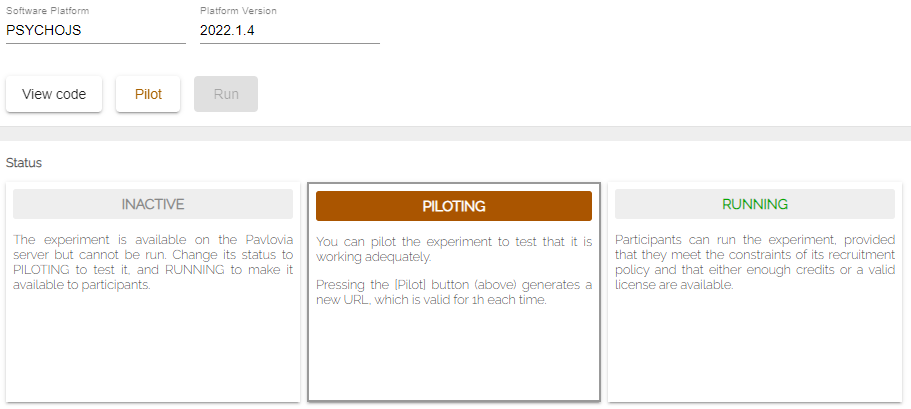 Software Platform
Platform Version
PSYCHOJS
2022.1.4
View code
Pilot
Run
Status
INACTIVE
The experiment is available on the Pavlovia
server but cannot be run. Change its status to
PILOTING to test it, and RUNNING to make it
available to participants.
PILOTING
You can pilot the experiment to test that it is
working adequately.
Pressing the [Pilot] button (above) generates a
new URL, which is valid for 1h each time.
RUNNING
Participants can run the experiment, provided
that they meet the constraints of its recruitment
policy and that either enough credits or a valid
license are available.